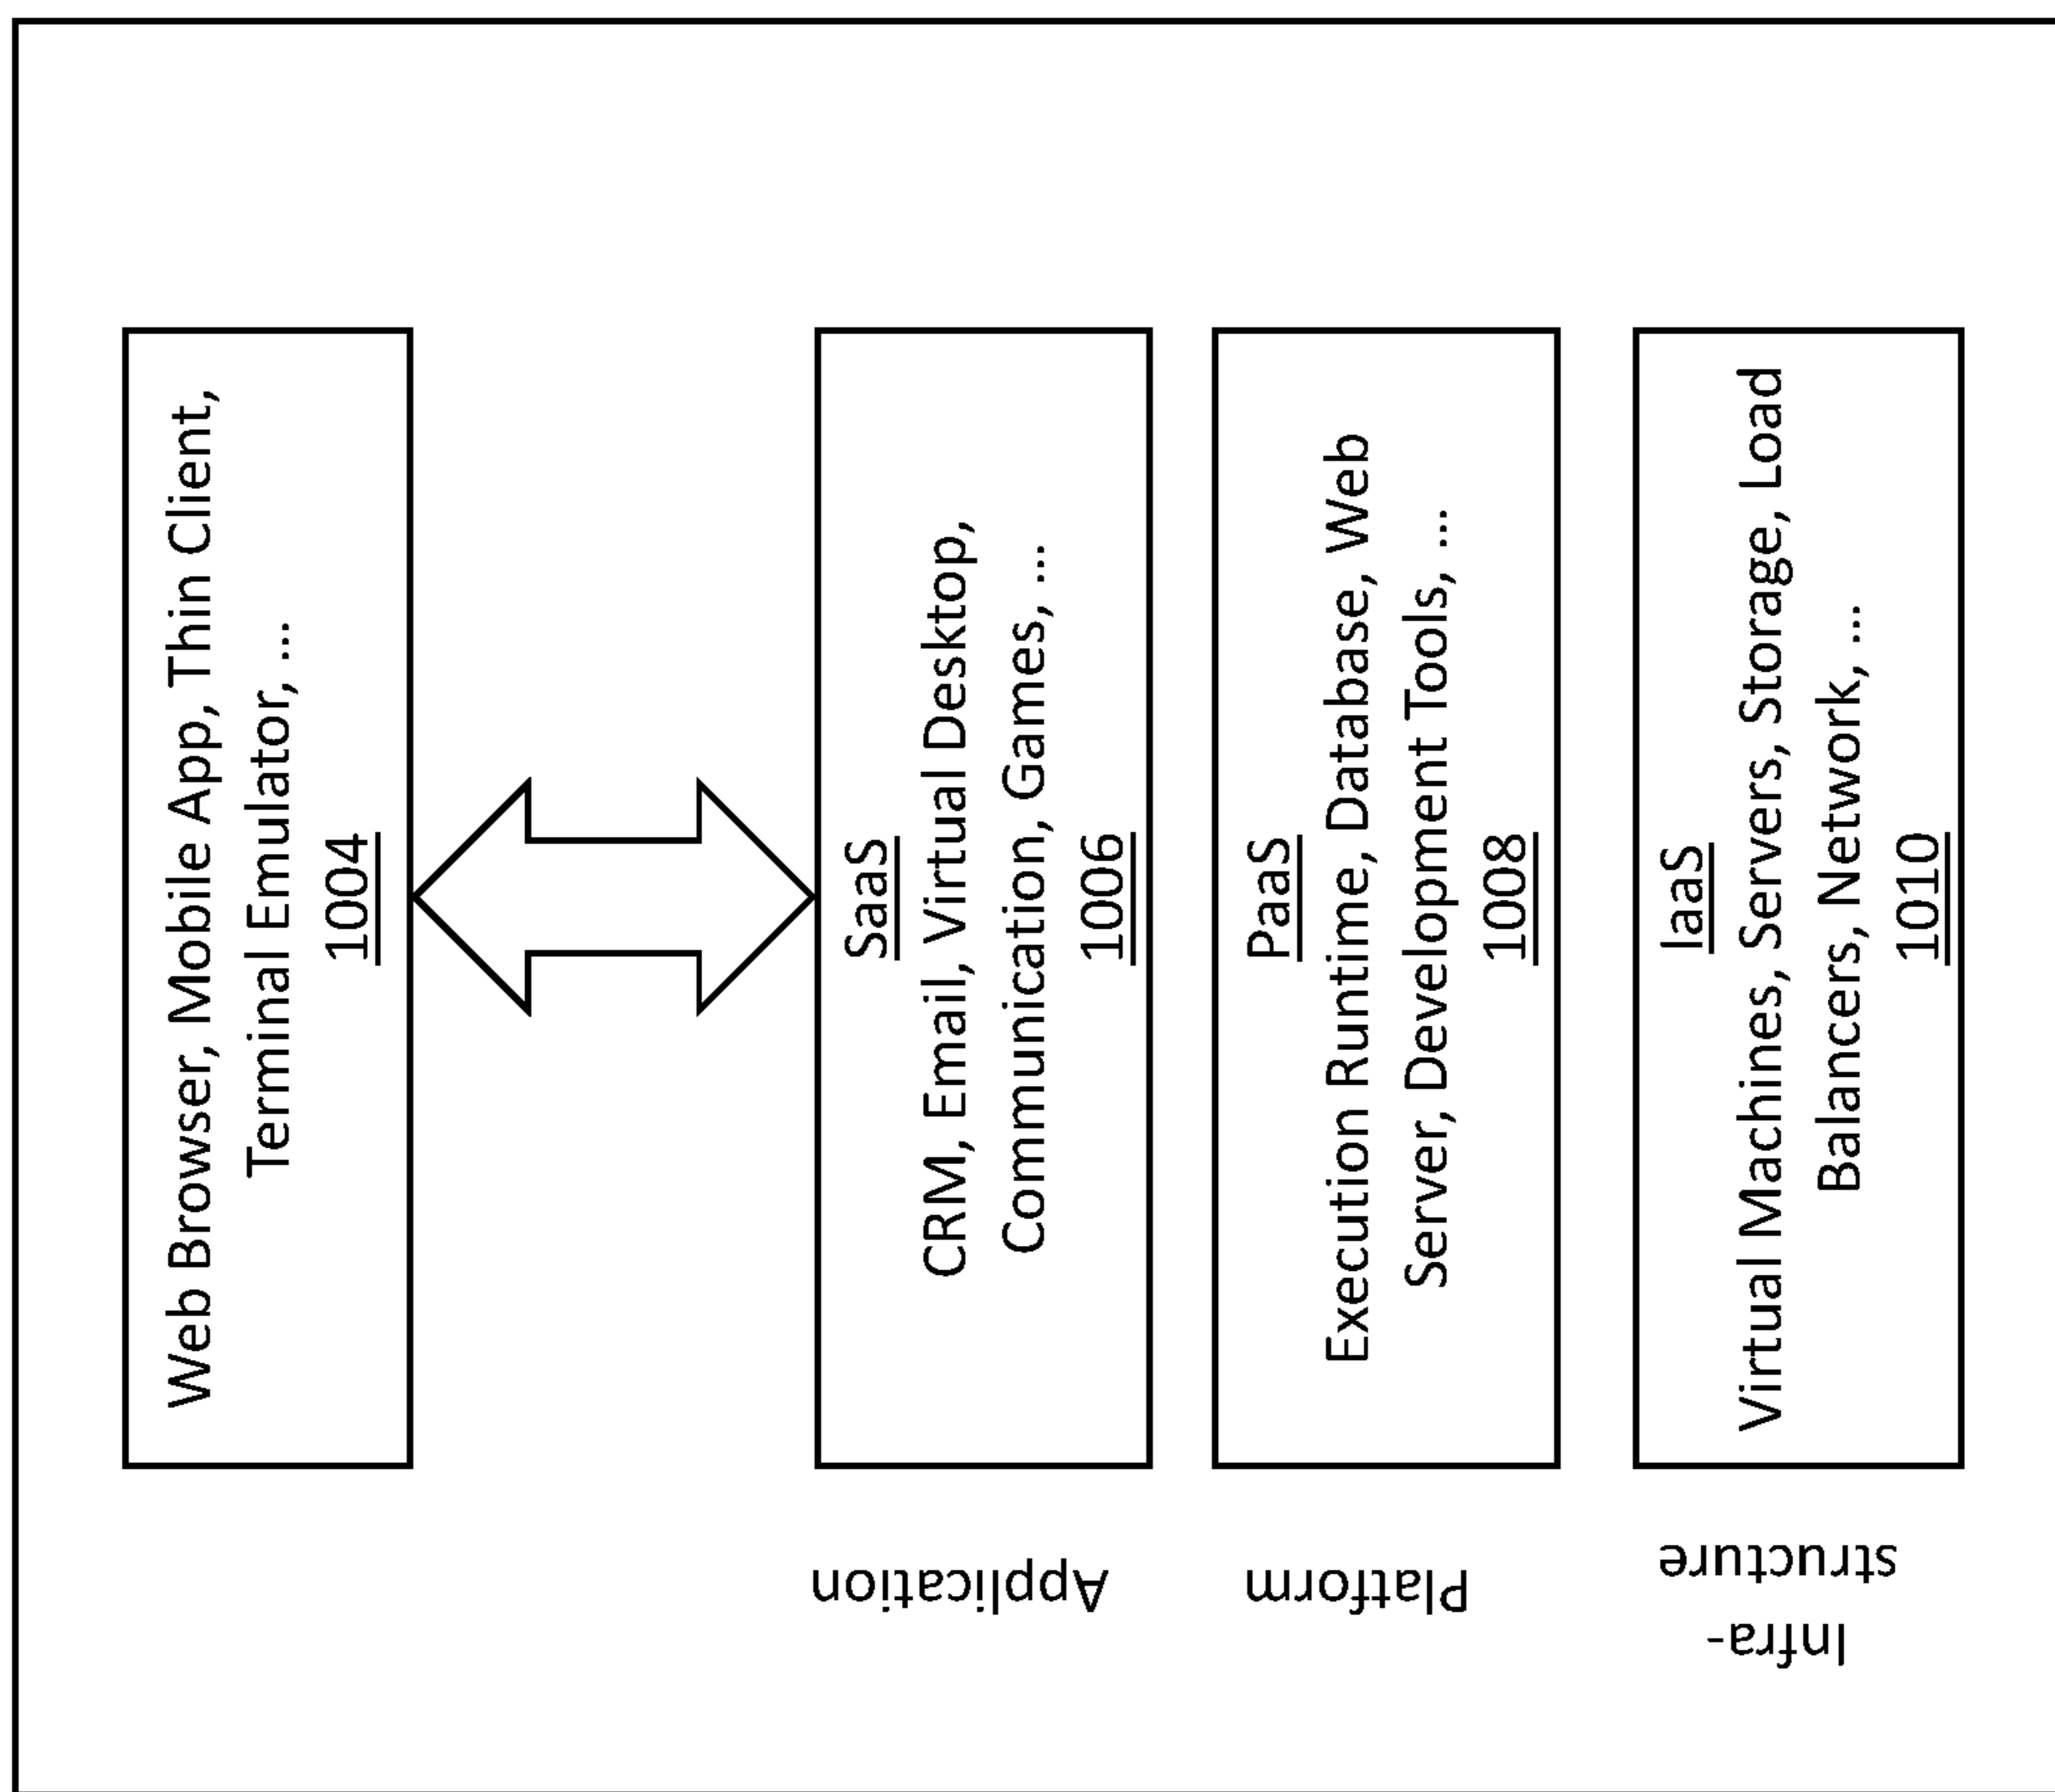 Web Browser, Mobile App, Thin Client,
Terminal Emulator, ...
1004
Application
SaaS
CRM, Email, Virtual Desktop,
Communication, Games, ...
1006
Platform
PaaS
Execution Runtime, Database, Web
Server, Development Tools, ...
1008
Infra-
structure
IaaS
Virtual Machines, Servers, Storage, Load
Balancers, Network, ...
1010